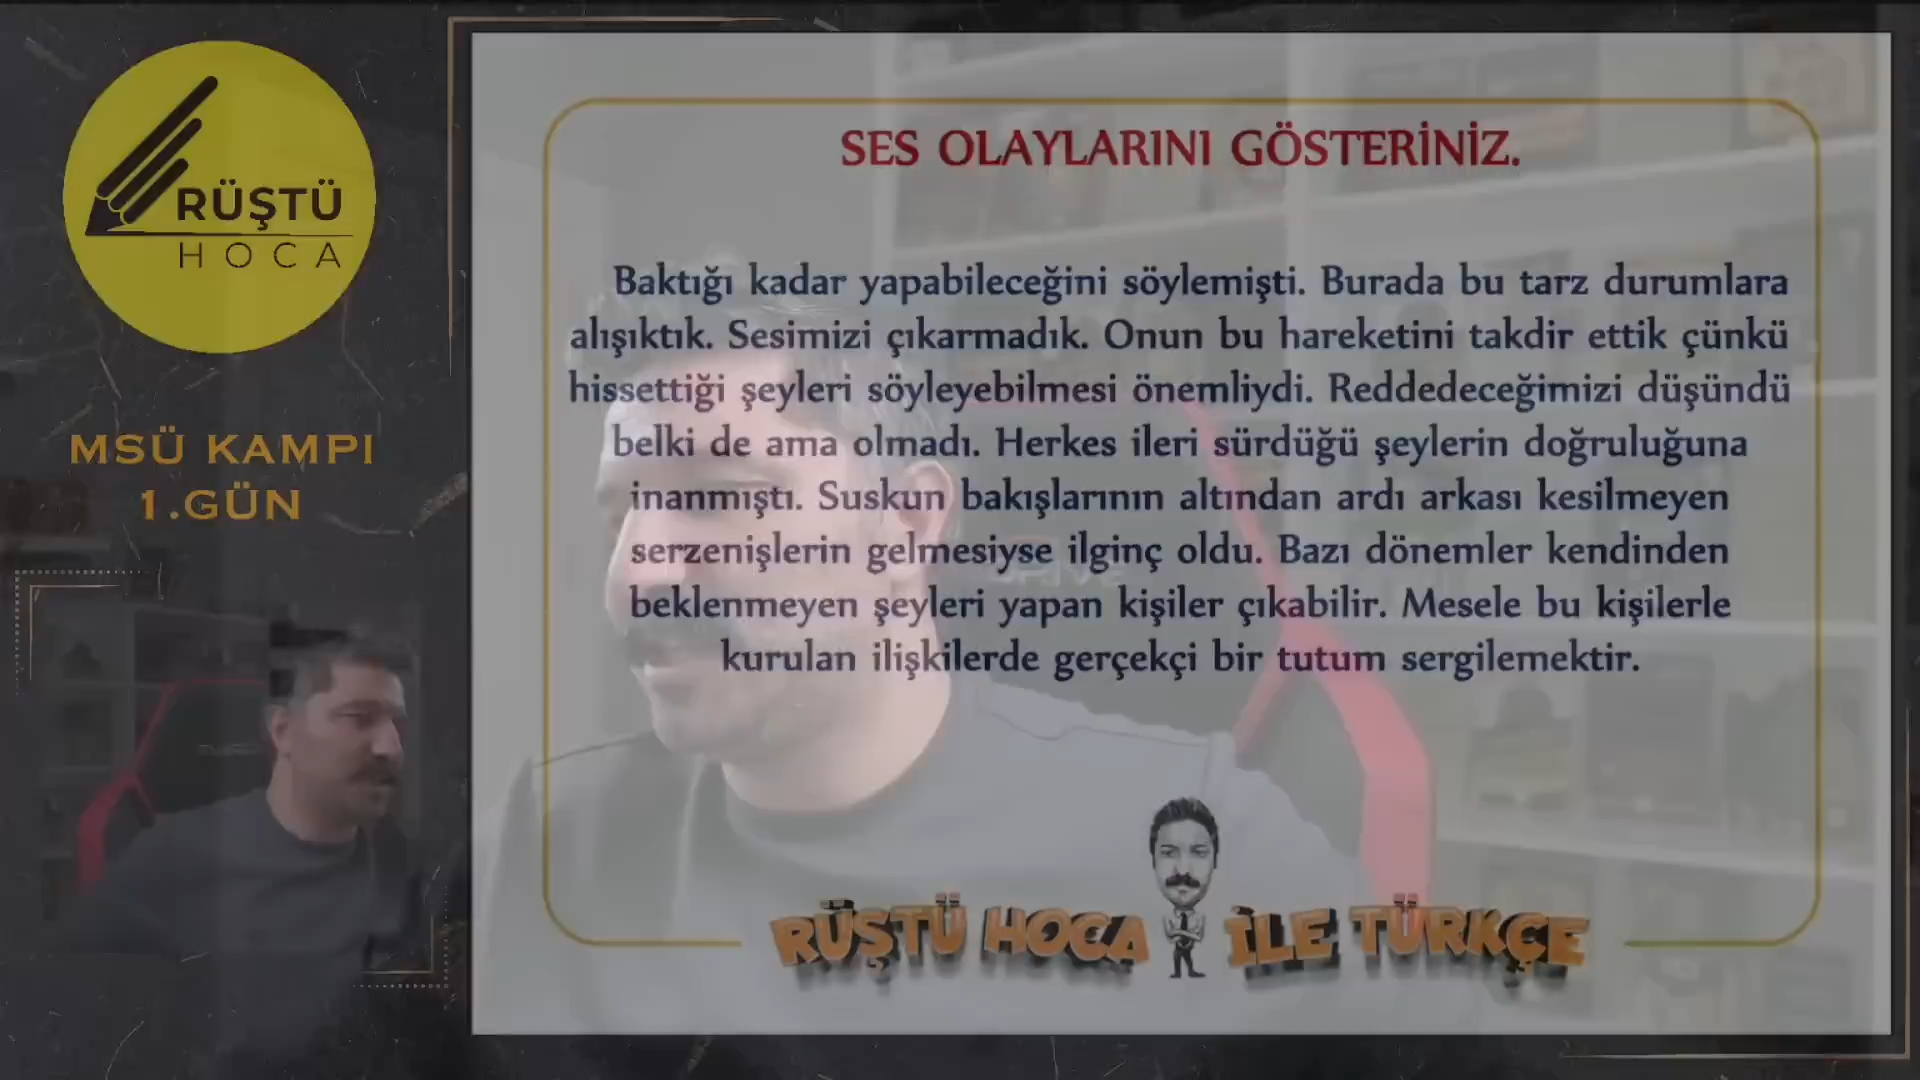 RÜŞTÜ
HOCA
MSÜ KAMPI
1.GÜN
SES OLAYLARINI GÖSTERİNİZ.
Baktığı kadar yapabileceğini söylemişti. Burada bu tarz durumlara
alışıktık. Sesimizi çıkarmadık. Onun bu hareketini takdir ettik çünkü
hissettiği şeyleri söyleyebilmesi önemliydi. Reddedeceğimizi düşündü
belki de ama olmadı. Herkes ileri sürdüğü şeylerin doğruluğuna
inanmıştı. Suskun bakışlarının altından ardı arkası kesilmeyen
serzenişlerin gelmesiyse ilginç oldu. Bazı dönemler kendinden
beklenmeyen şeyleri yapan kişiler çıkabilir. Mesele bu kişilerle
kurulan ilişkilerde gerçekçi bir tutum sergilemektir.
RÜŞTÜ HOCA İLE TÜRKÇE